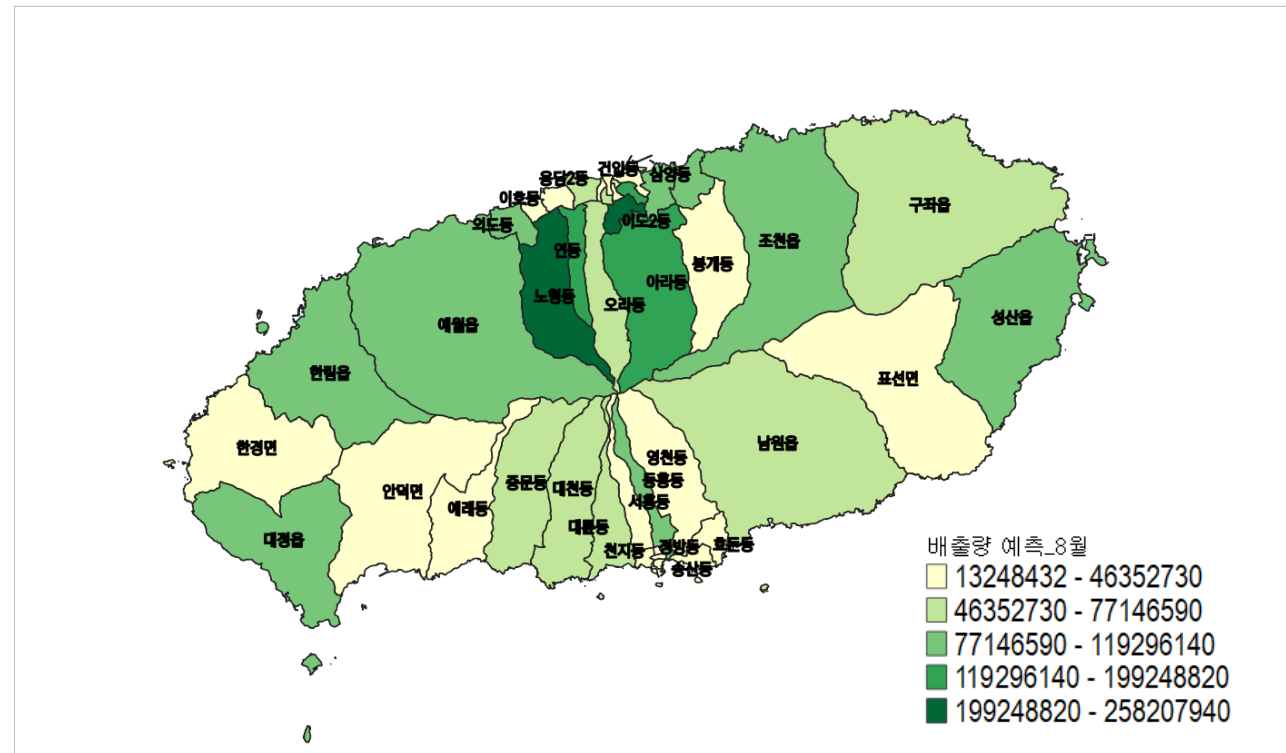 건입동
삼양동
용담2동
이호동
외도동
이도2동
연동
구좌읍
조천읍
봉개동
아라동
노형동
오라동
성산읍
애월읍
한림읍
표선면
한경면
남원읍
영천동
안덕면
중문동
대천동
동홍동
예래동
서홍동
대륜동
대정읍
천지동
정방동
효돈동
송산동
배출량 예측_8월
13248432 - 46352730
46352730 - 77146590
77146590 - 119296140
119296140 - 199248820
199248820 - 258207940